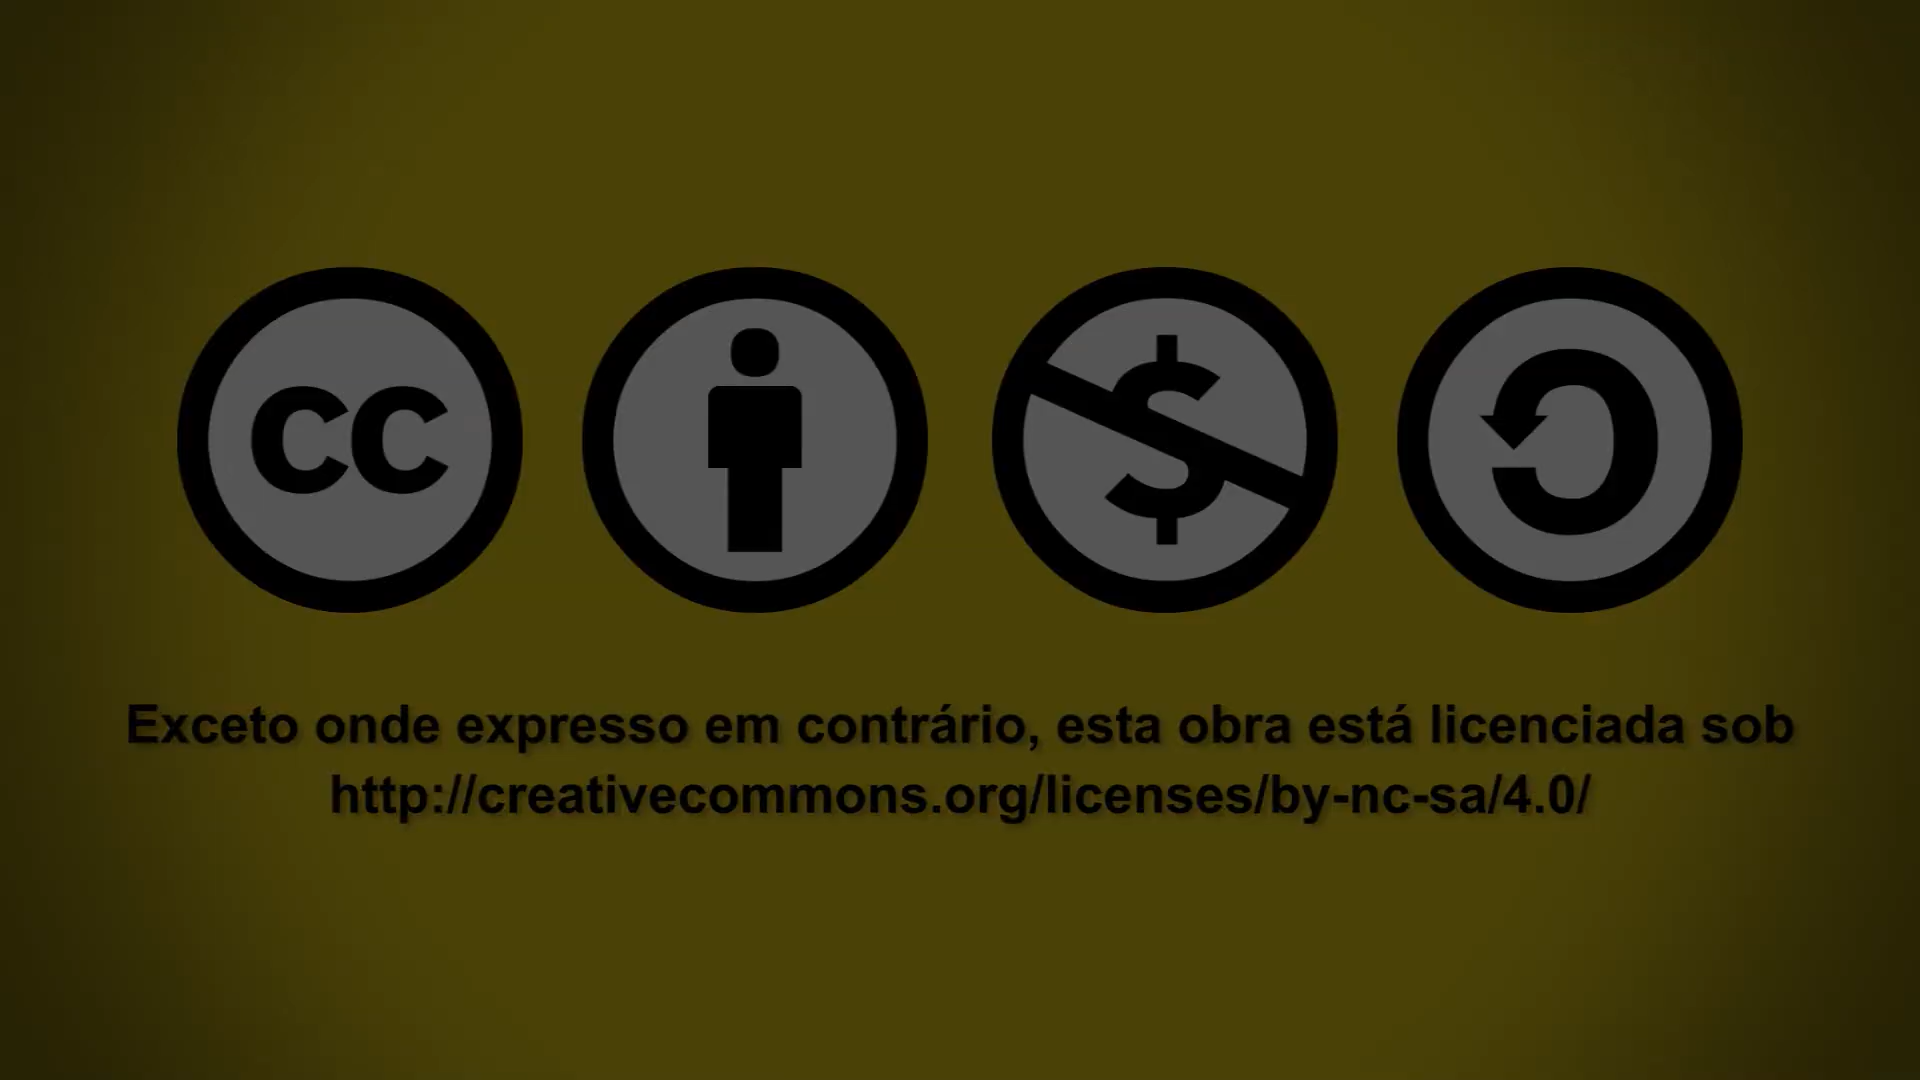 cc
Exceto onde expresso em contrário, esta obra está licenciada sob
http://creativecommons.org/licenses/by-nc-sa/4.0/